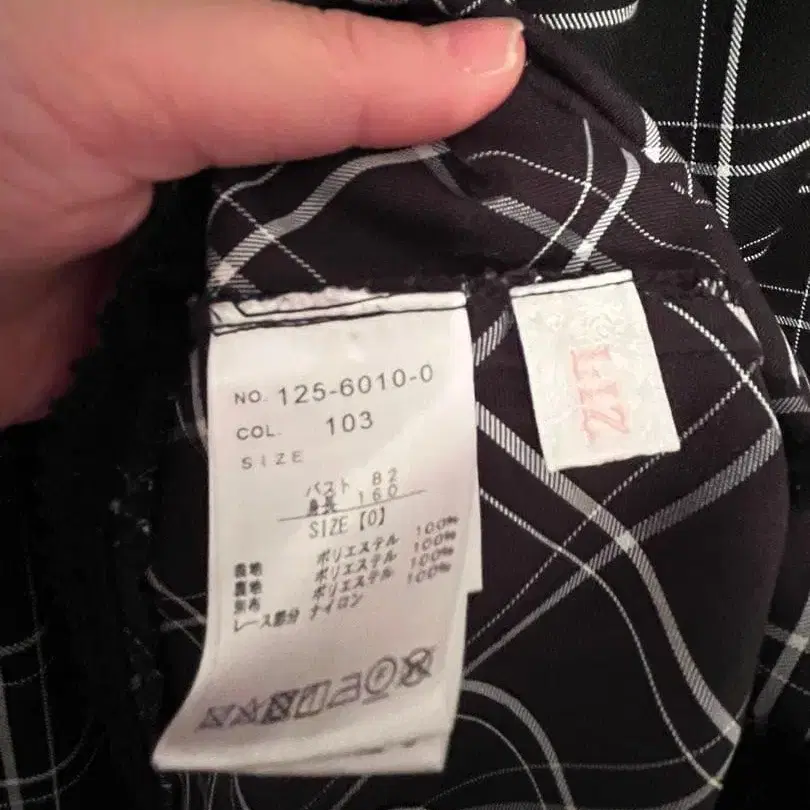 NO. 125-6010-0
COL. 103
SIZE
バスト 82
身長 160
SIZE【0】
表地 ポリエステル 100%
裏地 ポリエステル 100%
別布 ポリエステル 100%
レース部分 ナイロン 100%
LIZ